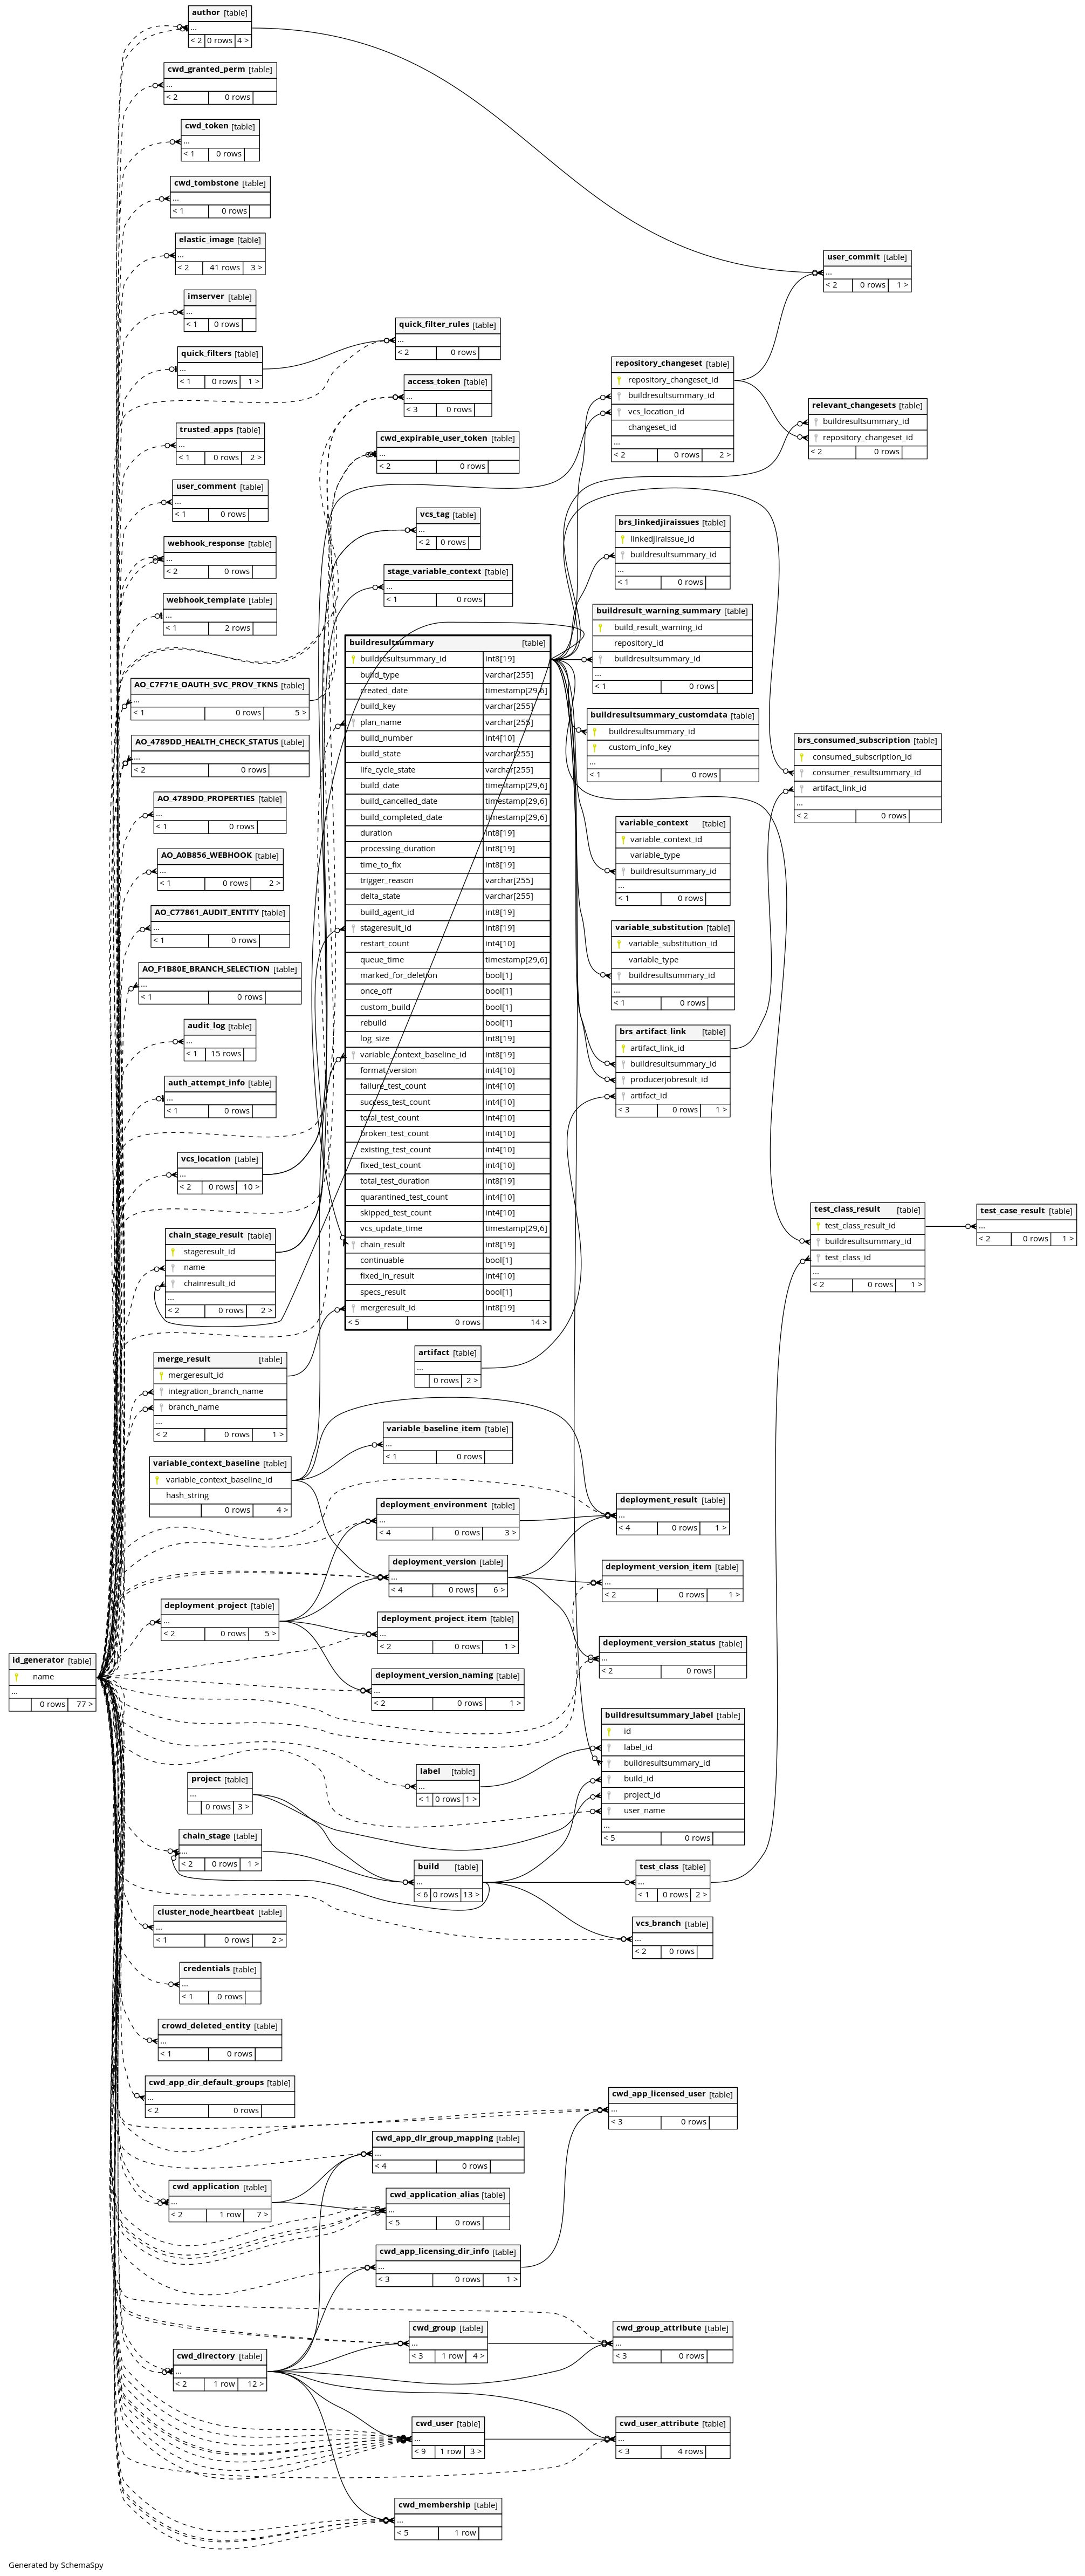 author [table]
...
< 2 0 rows 4 >
cwd_granted_perm [table]
...
< 2 0 rows
cwd_token [table]
...
< 1 0 rows
cwd_tombstone [table]
...
< 1 0 rows
elastic_image [table]
...
< 2 41 rows 3 >
imserver [table]
...
< 1 0 rows
quick_filters [table]
...
< 1 0 rows 1 >
trusted_apps [table]
...
< 1 0 rows 2 >
user_comment [table]
...
< 1 0 rows
webhook_response [table]
...
< 2 0 rows
webhook_template [table]
...
< 1 2 rows
AO_C7F71E_OAUTH_SVC_PROV_TKNS [table]
...
< 1 0 rows 5 >
AO_4789DD_HEALTH_CHECK_STATUS [table]
...
< 2 0 rows
AO_4789DD_PROPERTIES [table]
...
< 1 0 rows
AO_A0B856_WEBHOOK [table]
...
< 1 0 rows 2 >
AO_C77861_AUDIT_ENTITY [table]
...
< 1 0 rows
AO_F1B80E_BRANCH_SELECTION [table]
...
< 1 0 rows
audit_log [table]
...
< 1 15 rows
auth_attempt_info [table]
...
< 1 0 rows
vcs_location [table]
...
< 2 0 rows 10 >
chain_stage_result [table]
stageresult_id
name
chainresult_id
...
< 2 0 rows 2 >
merge_result [table]
mergeresult_id
integration_branch_name
branch_name
...
< 2 0 rows 1 >
variable_context_baseline [table]
variable_context_baseline_id
hash_string
0 rows 4 >
deployment_project [table]
...
< 2 0 rows 5 >
id_generator [table]
name
...
0 rows 77 >
project [table]
...
0 rows 3 >
chain_stage [table]
...
< 2 0 rows 1 >
cluster_node_heartbeat [table]
...
< 1 0 rows 2 >
credentials [table]
...
< 1 0 rows
crowd_deleted_entity [table]
...
< 1 0 rows
cwd_app_dir_default_groups [table]
...
< 2 0 rows
cwd_application [table]
...
< 2 1 row 7 >
cwd_directory [table]
...
< 2 1 row 12 >
quick_filter_rules [table]
...
< 2 0 rows
access_token [table]
...
< 3 0 rows
cwd_expirable_user_token [table]
...
< 2 0 rows
vcs_tag [table]
...
< 2 0 rows
stage_variable_context [table]
...
< 1 0 rows
buildresultsummary [table]
buildresultsummary_id int8[19]
build_type varchar[255]
created_date timestamp[29,6]
build_key varchar[255]
plan_name varchar[255]
build_number int4[10]
build_state varchar[255]
life_cycle_state varchar[255]
build_date timestamp[29,6]
build_cancelled_date timestamp[29,6]
build_completed_date timestamp[29,6]
duration int8[19]
processing_duration int8[19]
time_to_fix int8[19]
trigger_reason varchar[255]
delta_state varchar[255]
build_agent_id int8[19]
stageresult_id int8[19]
restart_count int4[10]
queue_time timestamp[29,6]
marked_for_deletion bool[1]
once_off bool[1]
custom_build bool[1]
rebuild bool[1]
log_size int8[19]
variable_context_baseline_id int8[19]
format_version int4[10]
failure_test_count int4[10]
success_test_count int4[10]
total_test_count int4[10]
broken_test_count int4[10]
existing_test_count int4[10]
fixed_test_count int4[10]
total_test_duration int8[19]
quarantined_test_count int4[10]
skipped_test_count int4[10]
vcs_update_time timestamp[29,6]
chain_result int8[19]
continuable bool[1]
fixed_in_result int4[10]
specs_result bool[1]
mergeresult_id int8[19]
< 5 0 rows 14 >
artifact [table]
...
0 rows 2 >
variable_baseline_item [table]
...
< 1 0 rows
deployment_environment [table]
...
< 4 0 rows 3 >
deployment_version [table]
...
< 4 0 rows 6 >
deployment_project_item [table]
...
< 2 0 rows 1 >
deployment_version_naming [table]
...
< 2 0 rows 1 >
label [table]
...
< 1 0 rows 1 >
build [table]
...
< 6 0 rows 13 >
cwd_app_dir_group_mapping [table]
...
< 4 0 rows
cwd_application_alias [table]
...
< 5 0 rows
cwd_app_licensing_dir_info [table]
...
< 3 0 rows 1 >
cwd_group [table]
...
< 3 1 row 4 >
cwd_user [table]
...
< 9 1 row 3 >
cwd_membership [table]
...
< 5 1 row
repository_changeset [table]
repository_changeset_id
buildresultsummary_id
vcs_location_id
changeset_id
...
< 2 0 rows 2 >
brs_linkedjiraissues [table]
linkedjiraissue_id
buildresultsummary_id
...
< 1 0 rows
buildresult_warning_summary [table]
build_result_warning_id
repository_id
buildresultsummary_id
...
< 1 0 rows
buildresultsummary_customdata [table]
buildresultsummary_id
custom_info_key
...
< 1 0 rows
variable_context [table]
variable_context_id
variable_type
buildresultsummary_id
...
< 1 0 rows
variable_substitution [table]
variable_substitution_id
variable_type
buildresultsummary_id
...
< 1 0 rows
brs_artifact_link [table]
artifact_link_id
buildresultsummary_id
producerjobresult_id
artifact_id
< 3 0 rows 1 >
deployment_result [table]
...
< 4 0 rows 1 >
deployment_version_item [table]
...
< 2 0 rows 1 >
deployment_version_status [table]
...
< 2 0 rows
buildresultsummary_label [table]
id
label_id
buildresultsummary_id
build_id
project_id
user_name
...
< 5 0 rows
test_class [table]
...
< 1 0 rows 2 >
vcs_branch [table]
...
< 2 0 rows
cwd_app_licensed_user [table]
...
< 3 0 rows
cwd_group_attribute [table]
...
< 3 0 rows
cwd_user_attribute [table]
...
< 3 4 rows
user_commit [table]
...
< 2 0 rows 1 >
relevant_changesets [table]
buildresultsummary_id
repository_changeset_id
< 2 0 rows
brs_consumed_subscription [table]
consumed_subscription_id
consumer_resultsummary_id
artifact_link_id
...
< 2 0 rows
test_class_result [table]
test_class_result_id
buildresultsummary_id
test_class_id
...
< 2 0 rows 1 >
test_case_result [table]
...
< 2 0 rows 1 >
Generated by SchemaSpy